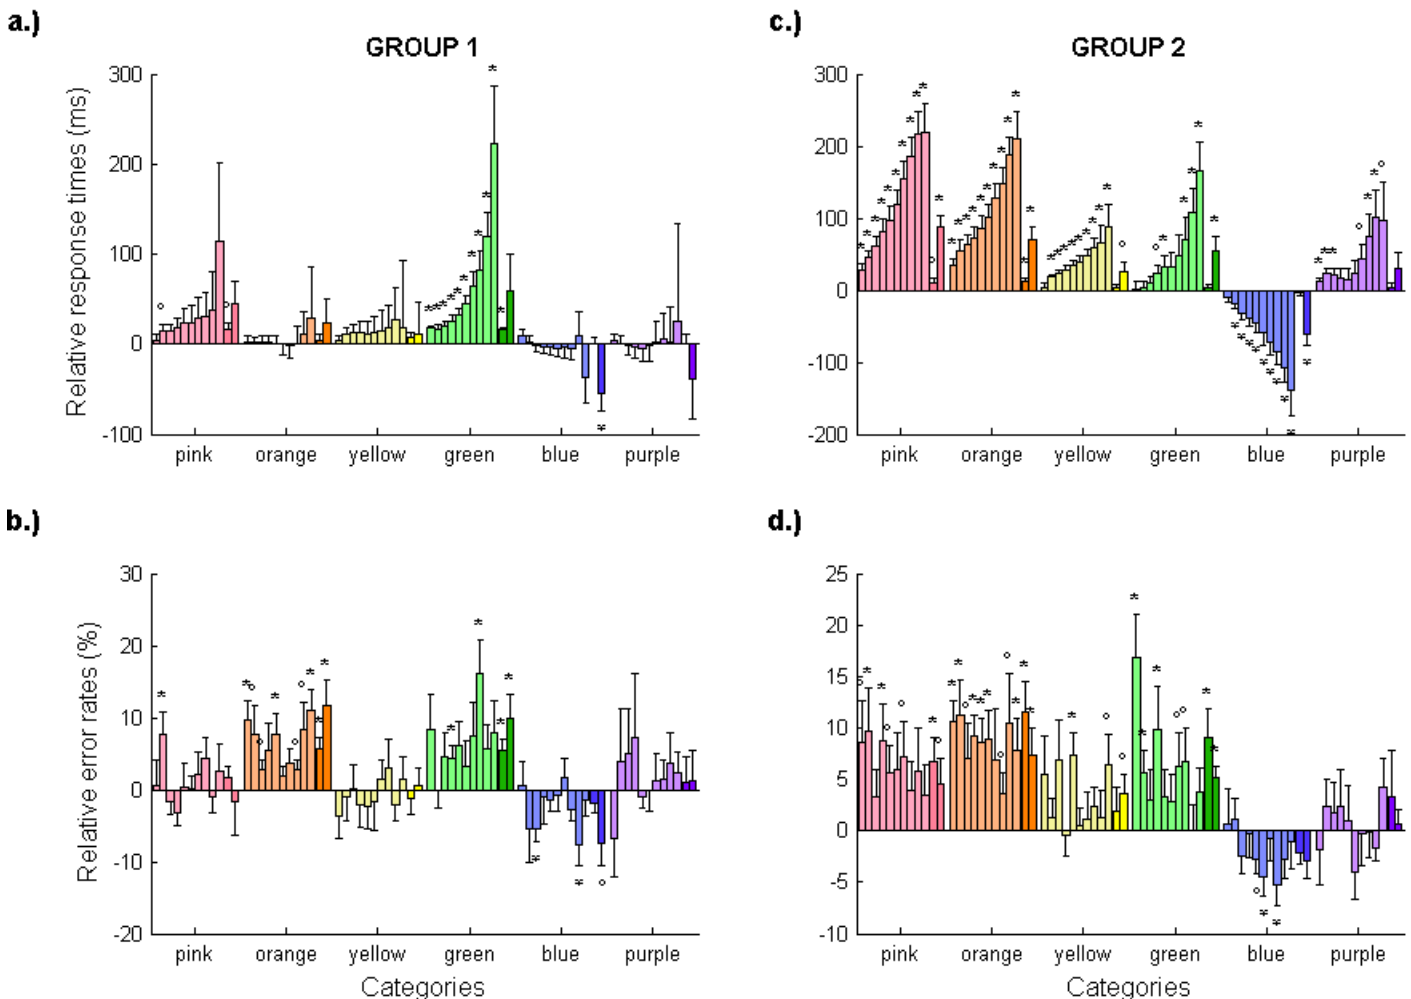 a.)
GROUP 1
Relative response times (ms)
300
200
100
0
-100
pink orange yellow green blue purple
c.)
GROUP 2
300
200
100
0
-100
-200
pink orange yellow green blue purple
b.)
Relative error rates (%)
30
20
10
0
-10
-20
pink orange yellow green blue purple
Categories
d.)
25
20
15
10
5
0
-5
-10
pink orange yellow green blue purple
Categories